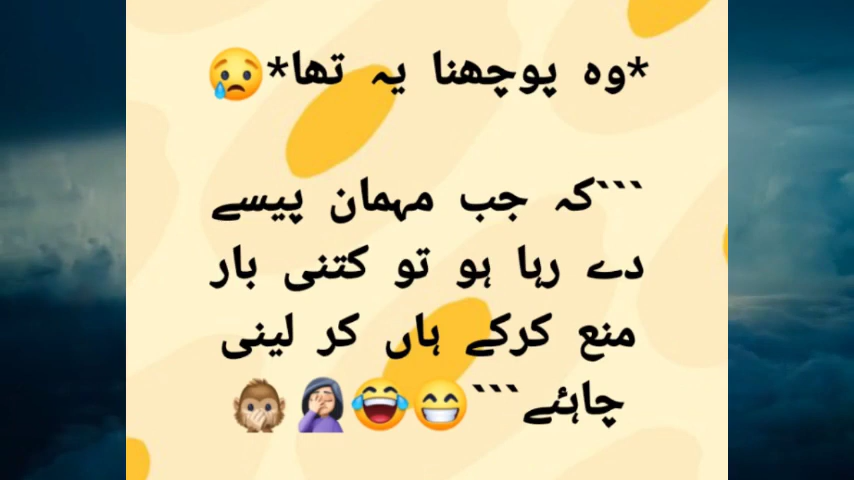 *وہ پوچھنا یہ تھا*😥
```کہ جب مہمان پیسے
دے رہا ہو تو کتنی بار
منع کرکے ہاں کر لینی
چاہئے```😁😂🤦🏻‍♀️🙊